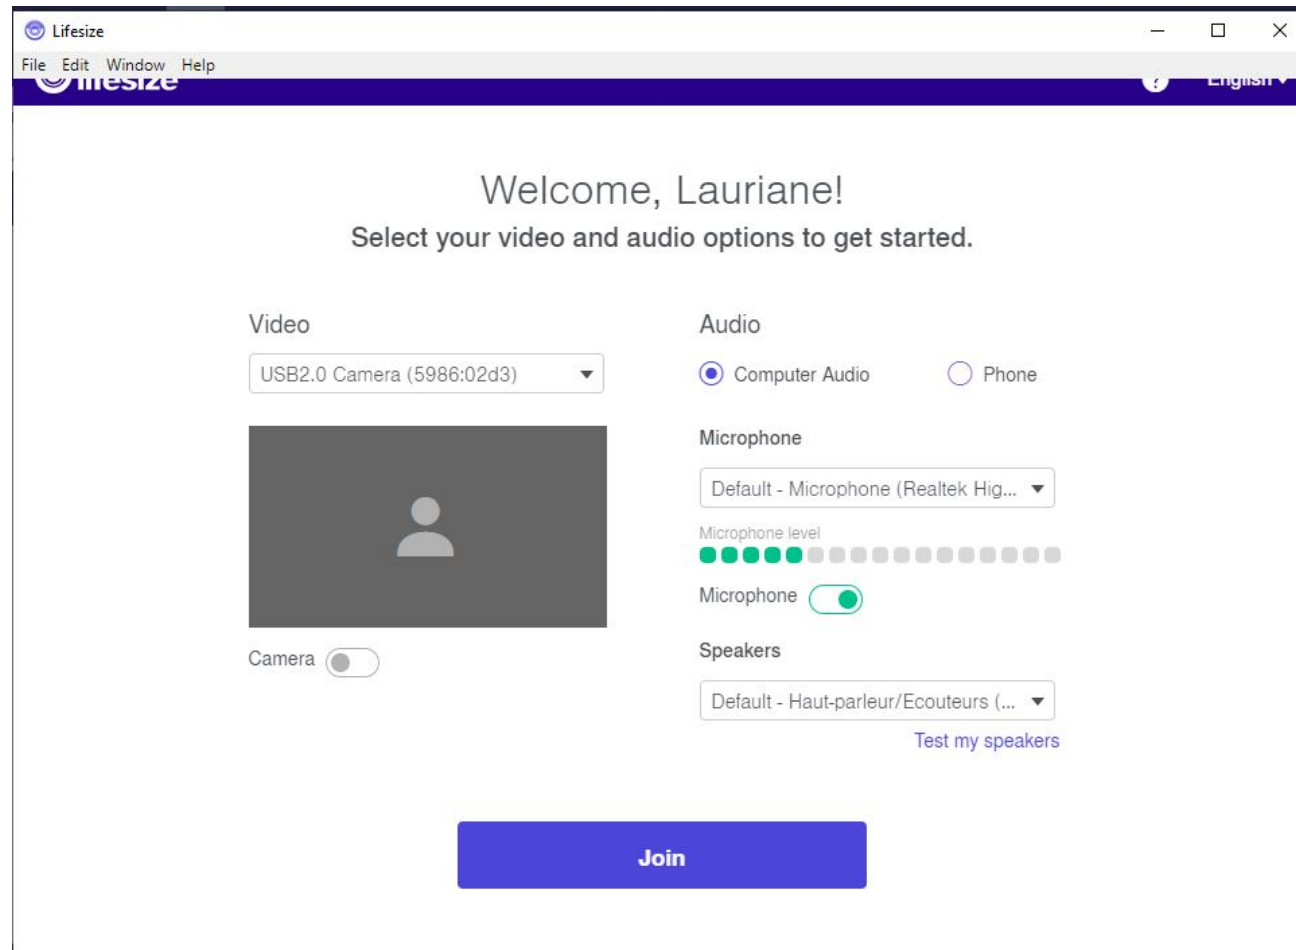 Lifesize
File Edit Window Help
lifesize
? English
Welcome, Lauriane!
Select your video and audio options to get started.
Video
USB2.0 Camera (5986:02d3)
Camera
Audio
Computer Audio Phone
Microphone
Default - Microphone (Realtek Hig...
Microphone level
Microphone
Speakers
Default - Haut-parleur/Ecouteurs (...
Test my speakers
Join